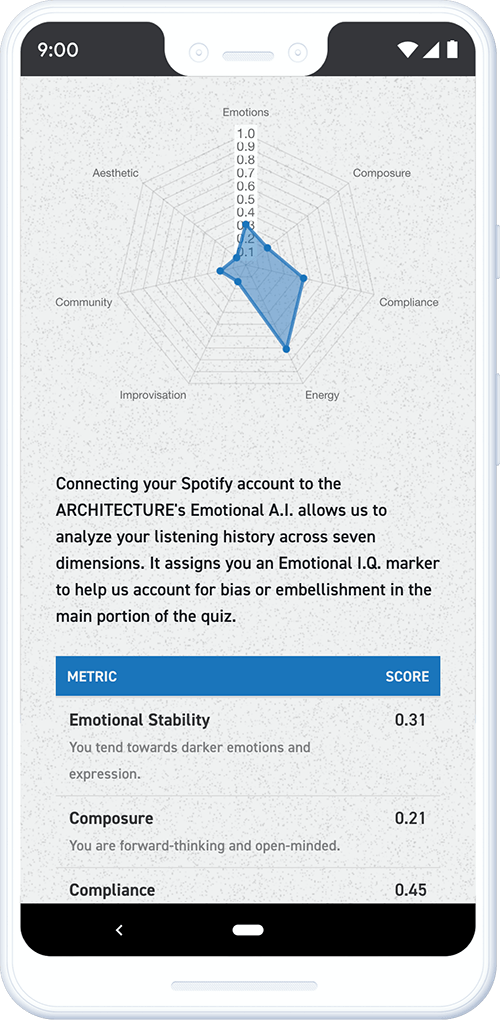 9:00
Emotions
1.0
0.9
0.8
0.7
0.6
0.5
0.4
0.3
0.2
0.1
Aesthetic
Composure
Community
Compliance
Improvisation
Energy
Connecting your Spotify account to the
ARCHITECTURE's Emotional A.I. allows us to
analyze your listening history across seven
dimensions. It assigns you an Emotional I.Q. marker
to help us account for bias or embellishment in the
main portion of the quiz.
METRIC SCORE
Emotional Stability 0.31
You tend towards darker emotions and
expression.
Composure 0.21
You are forward-thinking and open-minded.
Compliance 0.45